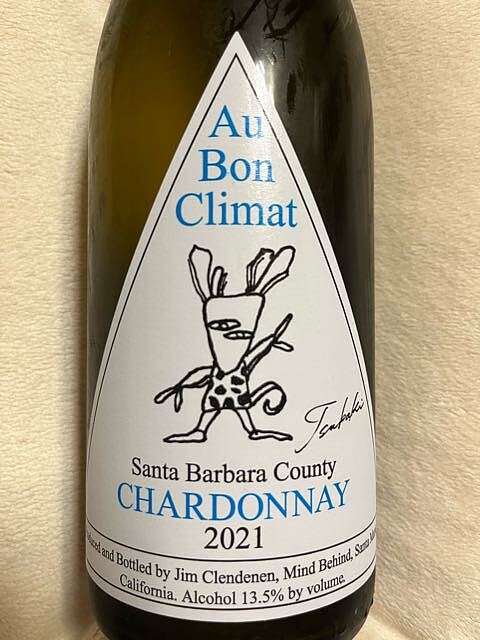 Au
Bon
Climat
Tsubaki
Santa Barbara County
CHARDONNAY
2021
and Bottled by Jim Clendenen, Mind Behind, Santa
California. Alcohol 13.5% by volume.